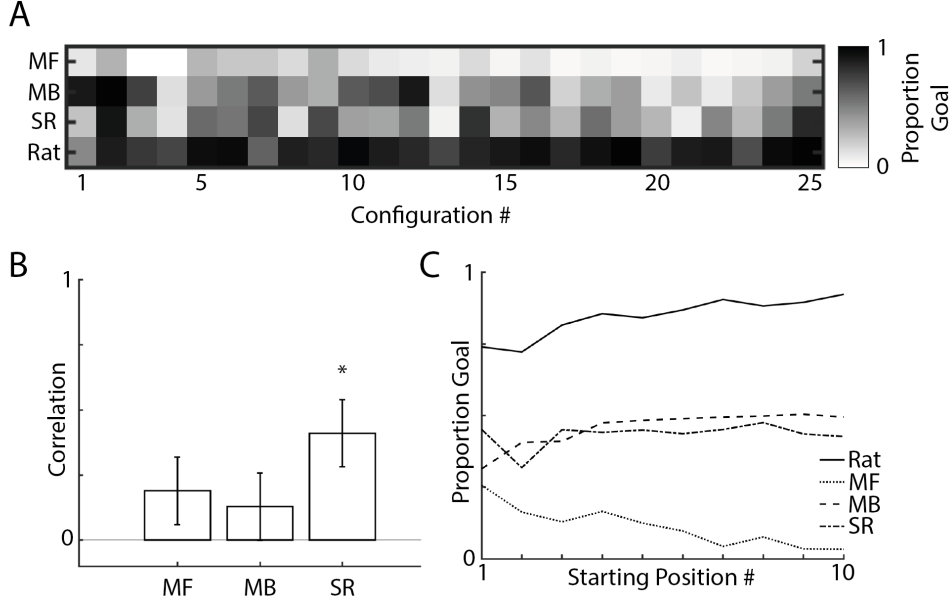 A
MF
MB
SR
Rat
1 5 10 15 20 25
Configuration #
1
0
Proportion
Goal
B
1
0
Correlation
*
MF MB SR
C
1
0
Proportion Goal
Rat
MF
MB
SR
1 10
Starting Position #